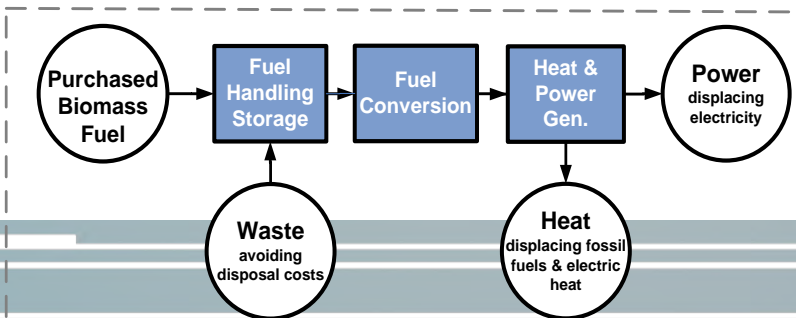 Purchased
Biomass
Fuel
Fuel
Handling
Storage
Fuel
Conversion
Heat &
Power
Gen.
Power
displacing
electricity
Waste
avoiding
disposal costs
Heat
displacing fossil
fuels & electric
heat